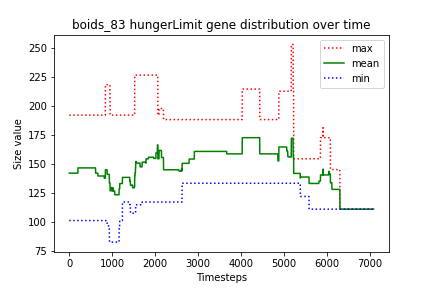 boids_83 hungerLimit gene distribution over time
max
mean
min
Size value
250
225
200
175
150
125
100
75
0 1000 2000 3000 4000 5000 6000 7000
Timesteps